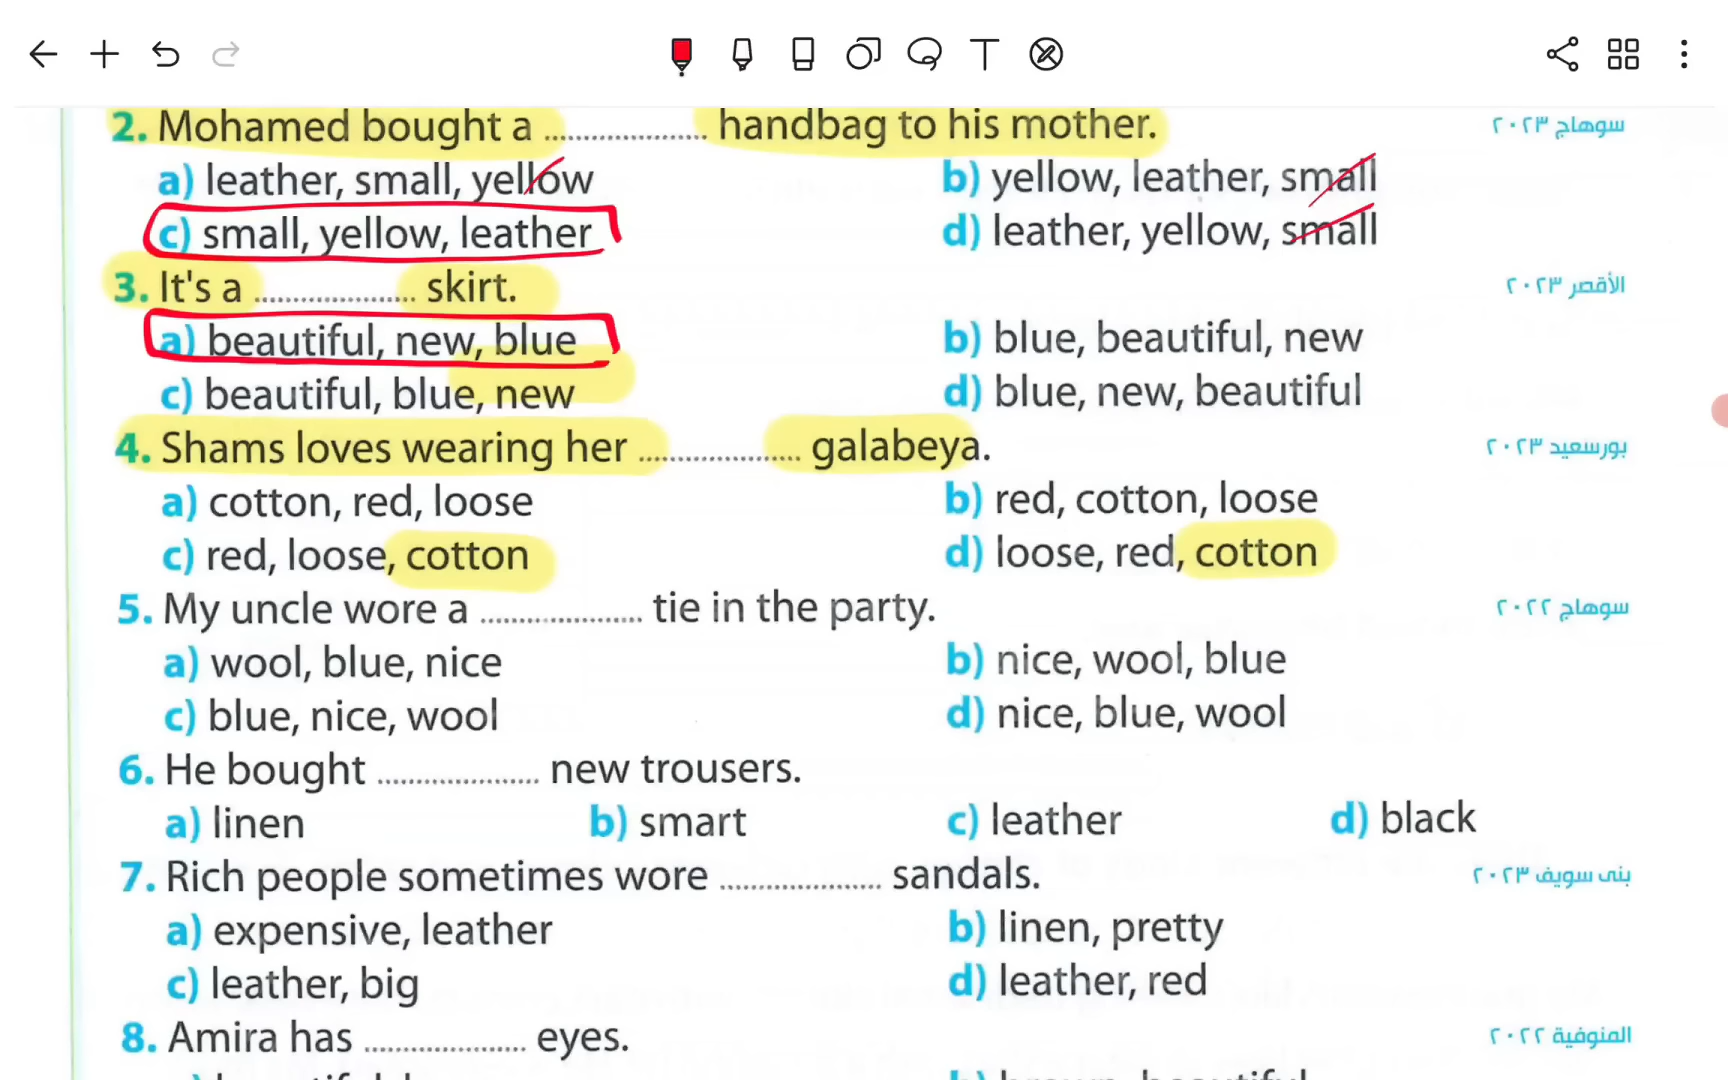 2. Mohamed bought a .................. handbag to his mother. سوهاج ٢٠٢٣
a) leather, small, yellow b) yellow, leather, small
c) small, yellow, leather d) leather, yellow, small
3. It's a .................. skirt. الأقصر ٢٠٢٣
a) beautiful, new, blue b) blue, beautiful, new
c) beautiful, blue, new d) blue, new, beautiful
4. Shams loves wearing her .................. galabeya. بورسعيد ٢٠٢٣
a) cotton, red, loose b) red, cotton, loose
c) red, loose, cotton d) loose, red, cotton
5. My uncle wore a .................. tie in the party. سوهاج ٢٠٢٢
a) wool, blue, nice b) nice, wool, blue
c) blue, nice, wool d) nice, blue, wool
6. He bought .................. new trousers.
a) linen b) smart c) leather d) black
7. Rich people sometimes wore .................. sandals. بنى سويف ٢٠٢٣
a) expensive, leather b) linen, pretty
c) leather, big d) leather, red
8. Amira has .................. eyes. المنوفية ٢٠٢٢